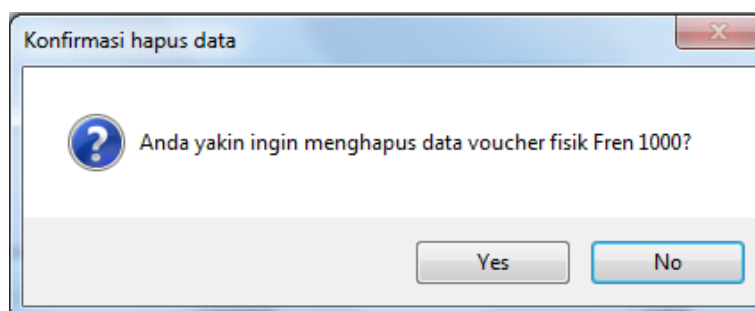 Konfirmasi hapus data
Anda yakin ingin menghapus data voucher fisik Fren 1000?
Yes
No